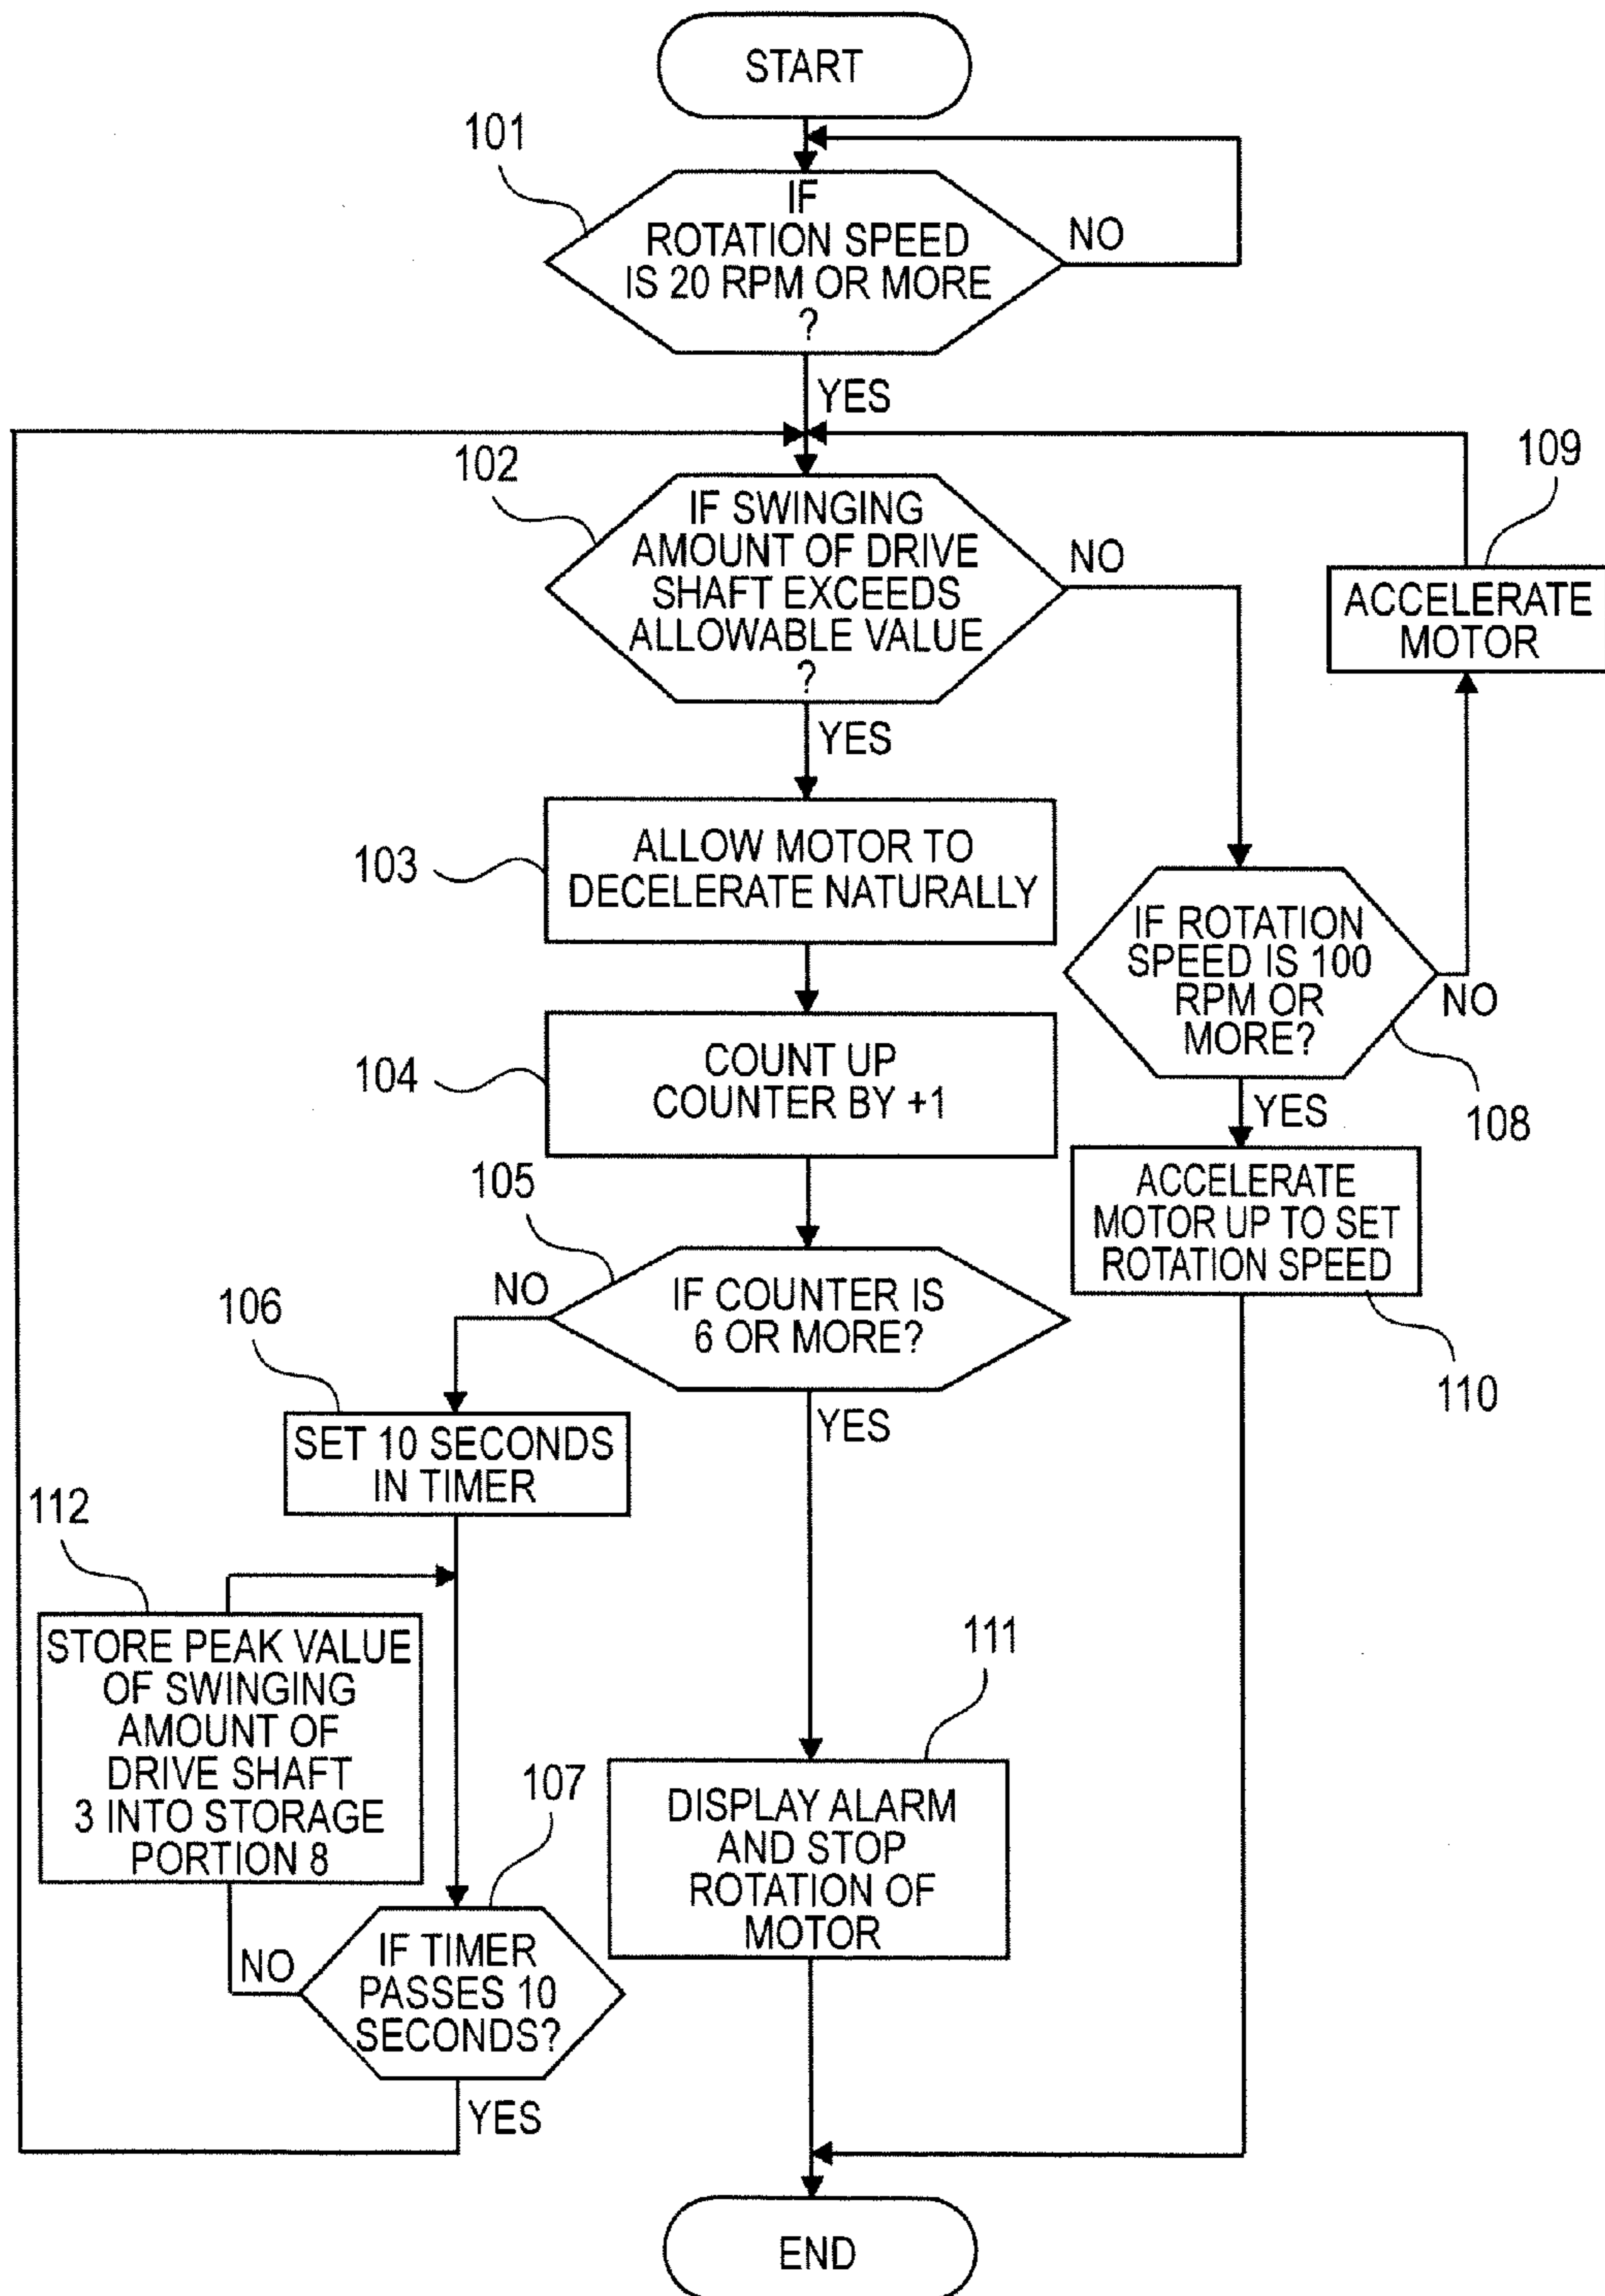 START
101
IF
ROTATION SPEED
IS 20 RPM OR MORE
?
NO
YES
102
IF SWINGING
AMOUNT OF DRIVE
SHAFT EXCEEDS
ALLOWABLE VALUE
?
NO
YES
109
ACCELERATE
MOTOR
103
ALLOW MOTOR TO
DECELERATE NATURALLY
IF ROTATION
SPEED IS 100
RPM OR
MORE?
NO
YES
108
104
COUNT UP
COUNTER BY +1
ACCELERATE
MOTOR UP TO SET
ROTATION SPEED
110
105
IF COUNTER IS
6 OR MORE?
NO
YES
106
SET 10 SECONDS
IN TIMER
112
STORE PEAK VALUE
OF SWINGING
AMOUNT OF
DRIVE SHAFT
3 INTO STORAGE
PORTION 8
107
IF TIMER
PASSES 10
SECONDS?
NO
YES
111
DISPLAY ALARM
AND STOP
ROTATION OF
MOTOR
END